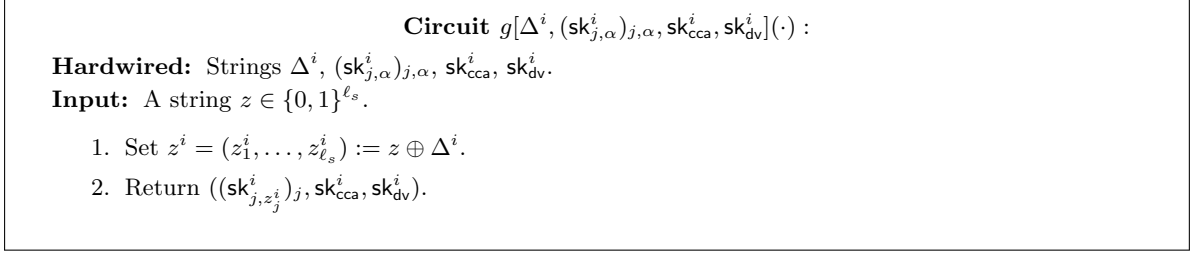 Circuit g[Δ^i, (sk^i_{j,α})_{j,α}, sk^i_{cca}, sk^i_{dv}](·) :
Hardwired: Strings Δ^i, (sk^i_{j,α})_{j,α}, sk^i_{cca}, sk^i_{dv}.
Input: A string z ∈ {0, 1}^{ℓ_s}.
1. Set z^i = (z^i_1, . . . , z^i_{ℓ_s}) := z ⊕ Δ^i.
2. Return ((sk^i_{j,z^i_j})_j, sk^i_{cca}, sk^i_{dv}).